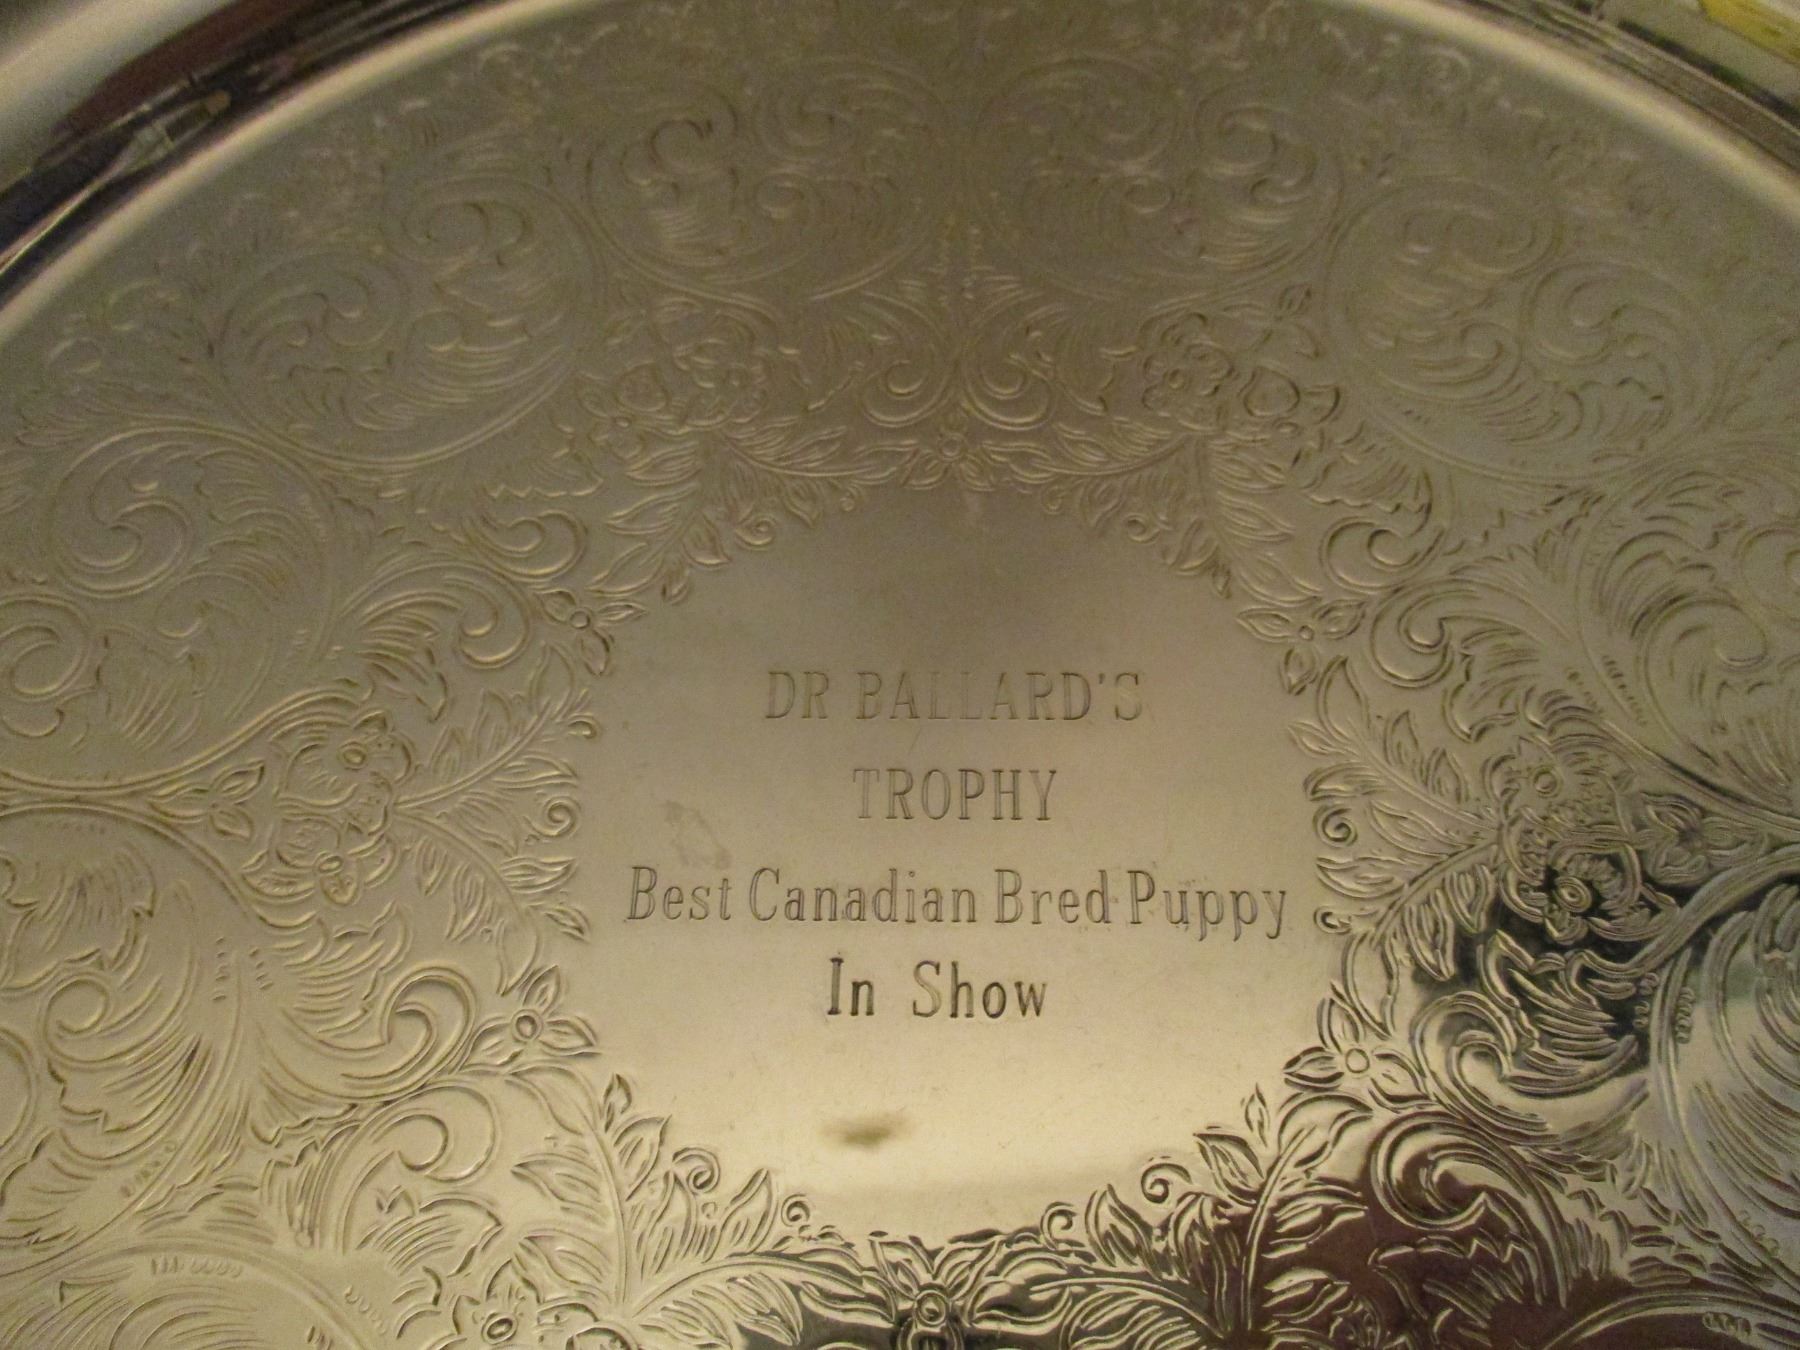 DR BALLARD'S
TROPHY
Best Canadian Bred Puppy
In Show